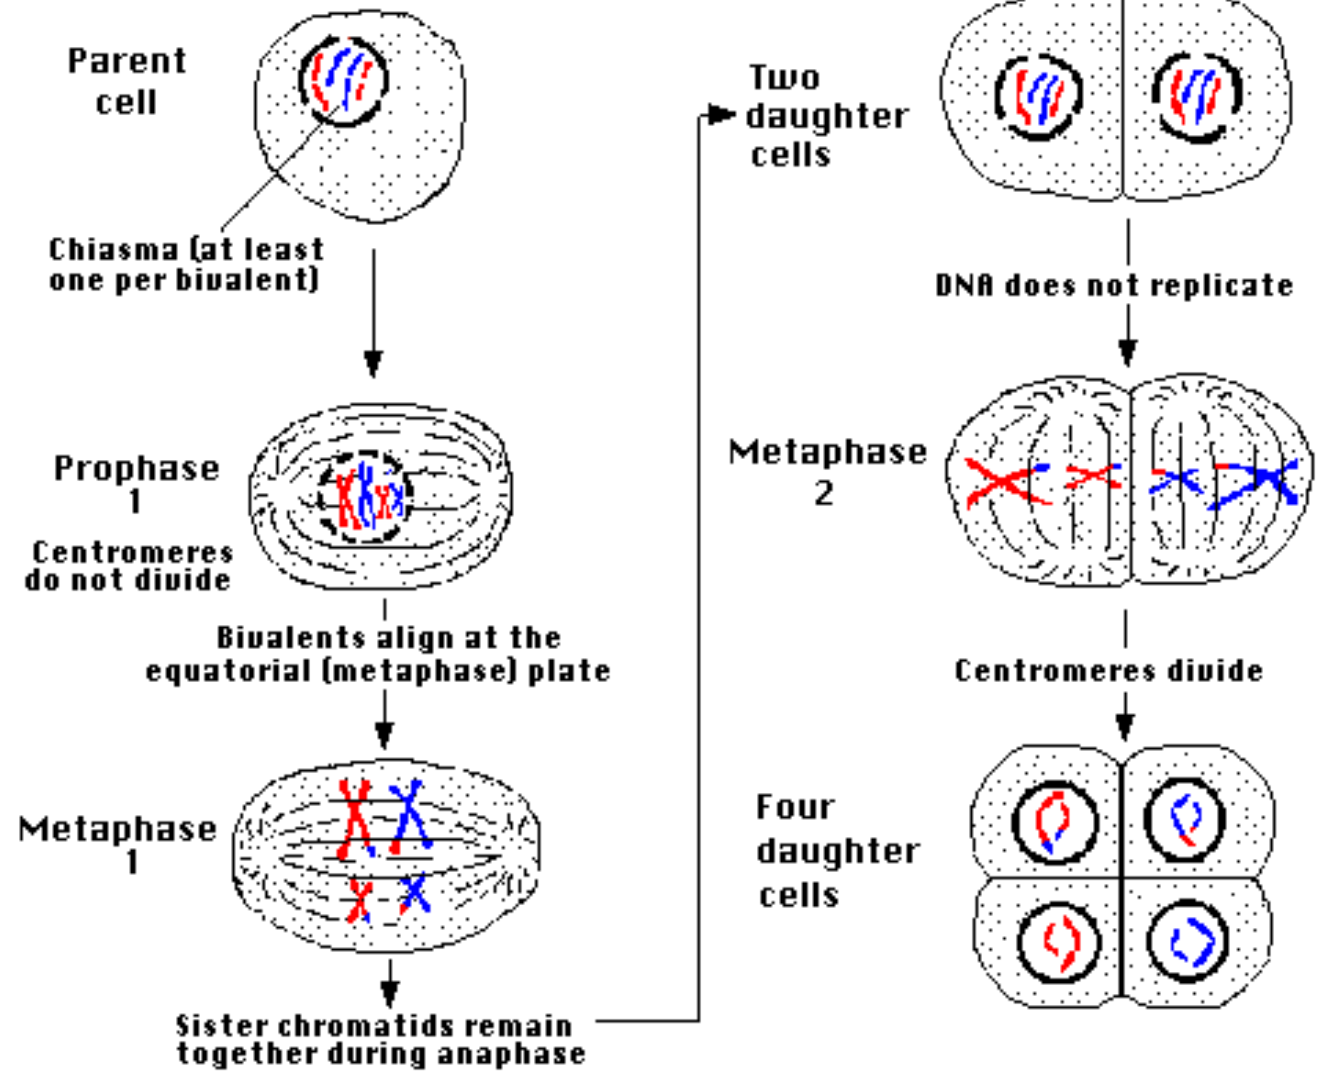 Parent
cell
Chiasma (at least
one per bivalent)
Prophase
1
Centromeres
do not divide
Bivalents align at the
equatorial (metaphase) plate
Metaphase
1
Sister chromatids remain
together during anaphase
Two
daughter
cells
DNA does not replicate
Metaphase
2
Centromeres divide
Four
daughter
cells